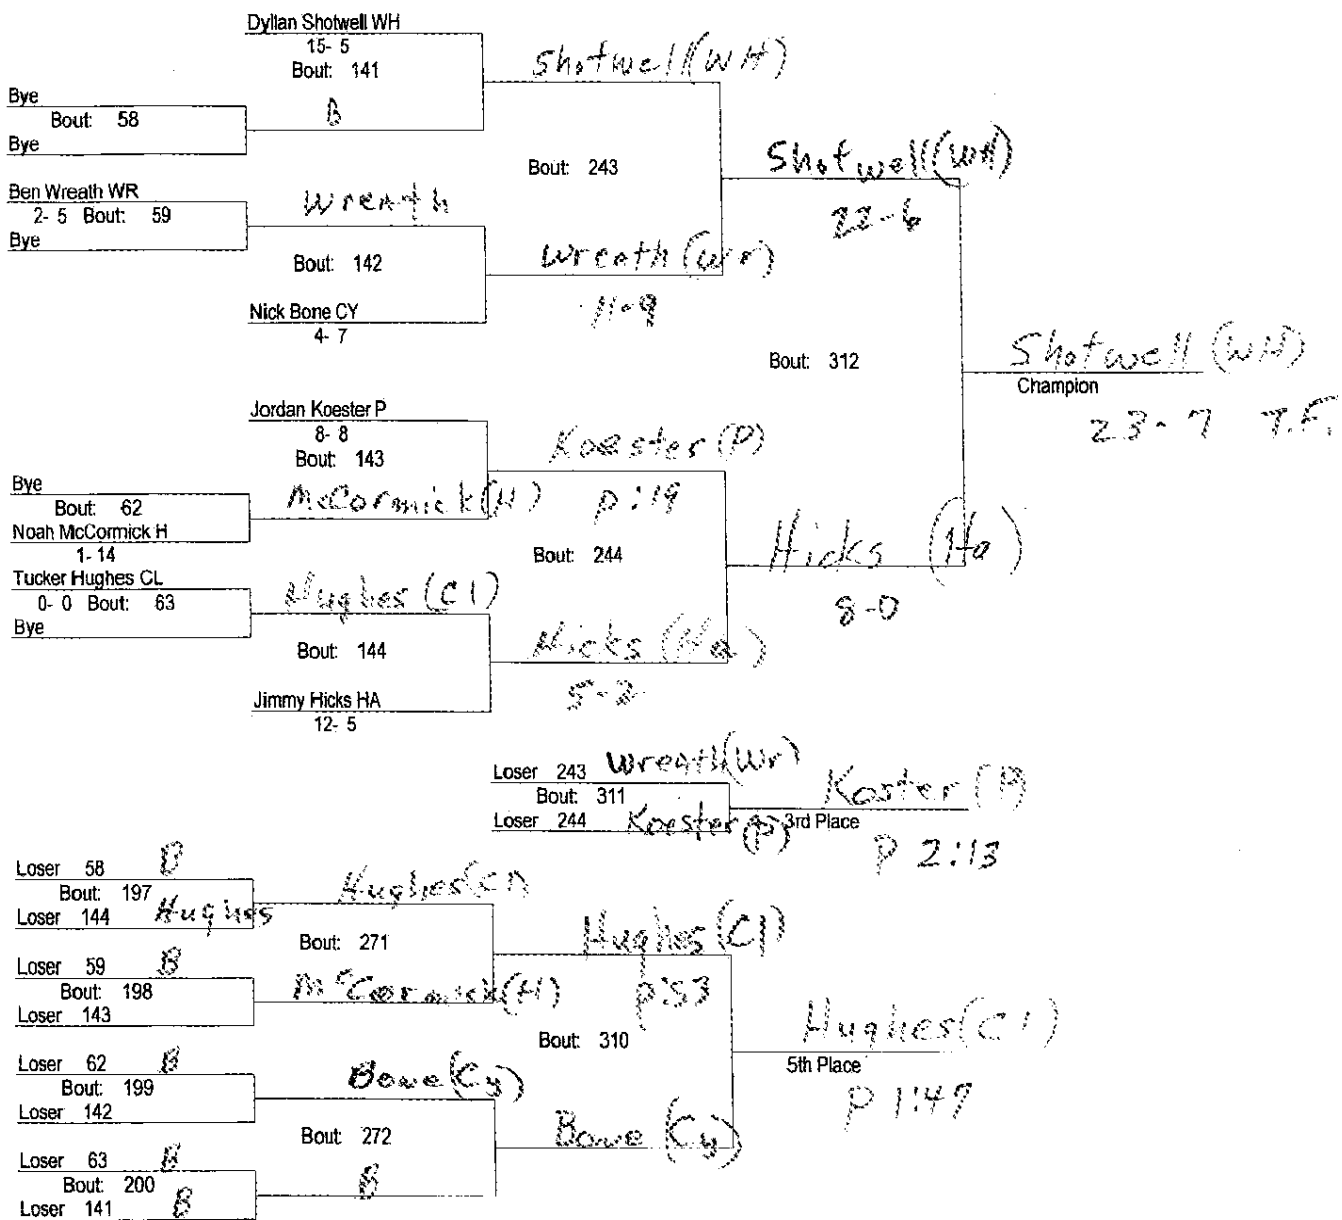 Dyllan Shotwell WH
15- 5
Bout: 141
Shotwell (WH)
Bye
Bout: 58
B
Bye
Bout: 243
Shotwell (WH)
22-6
Ben Wreath WR
2- 5 Bout: 59
Wreath
Bye
Bout: 142
Wreath (Wr)
11-9
Nick Bone CY
4- 7
Bout: 312
Shotwell (WH)
Champion
23-7 T.F.
Jordan Koester P
8- 8
Bout: 143
Koester (P)
p :19
Bye
Bout: 62
McCormick (H)
Noah McCormick H
1- 14
Bout: 244
Hicks (Ha)
8-0
Tucker Hughes CL
0- 0 Bout: 63
Hughes (Cl)
Bye
Bout: 144
Hicks (Ha)
5-2
Jimmy Hicks HA
12- 5
Loser 243 Wreath (Wr)
Bout: 311
Koster (P)
Loser 244 Koester (P)
3rd Place
P 2:13
Loser 58 B
Bout: 197
Hughes (Cl)
Loser 144 Hughes
Bout: 271
Hughes (Cl)
p :53
Loser 59 B
Bout: 198
McCormick (H)
Loser 143
Bout: 310
Hughes (Cl)
5th Place
P 1:47
Loser 62 B
Bout: 199
Bone (Cy)
Loser 142
Bout: 272
Bone (Cy)
Loser 63 B
Bout: 200
B
Loser 141 B